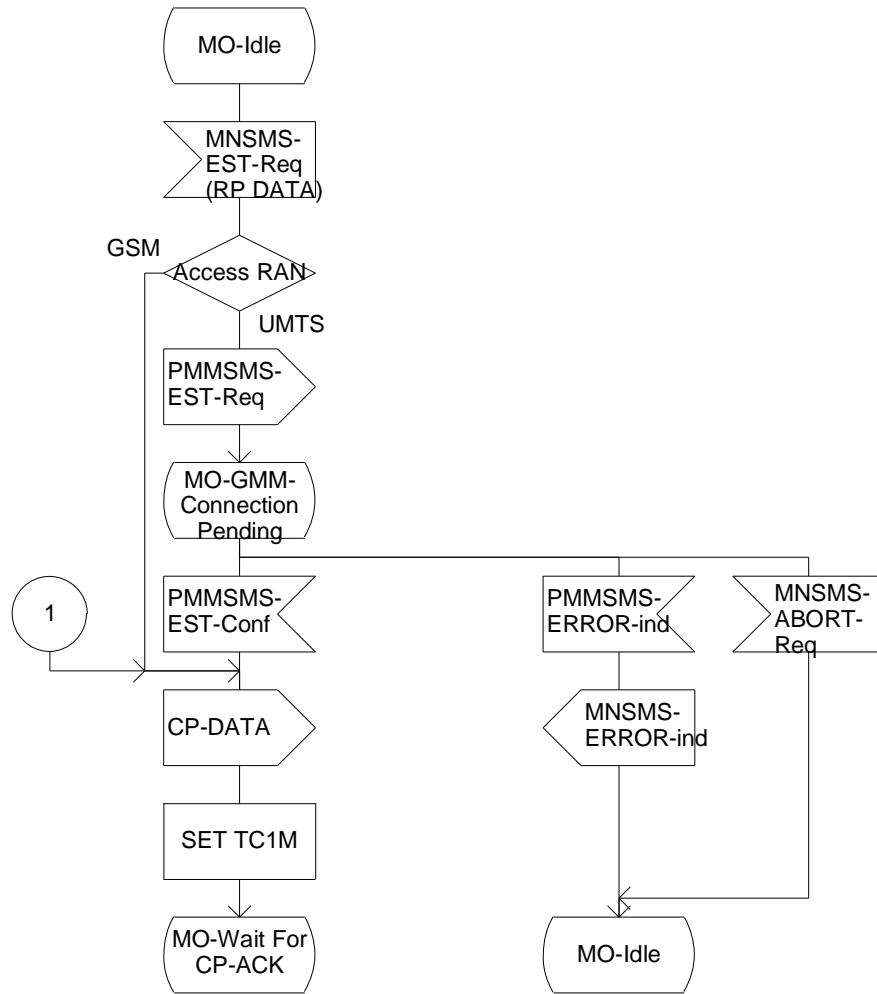 MO-Idle
MNSMS-
EST-Req
(RP DATA)
GSM
Access RAN
UMTS
PMMSMS-
EST-Req
MO-GMM-
Connection
Pending
1
PMMSMS-
EST-Conf
PMMSMS-
ERROR-ind
MNSMS-
ABORT-
Req
CP-DATA
MNSMS-
ERROR-ind
SET TC1M
MO-Wait For
CP-ACK
MO-Idle